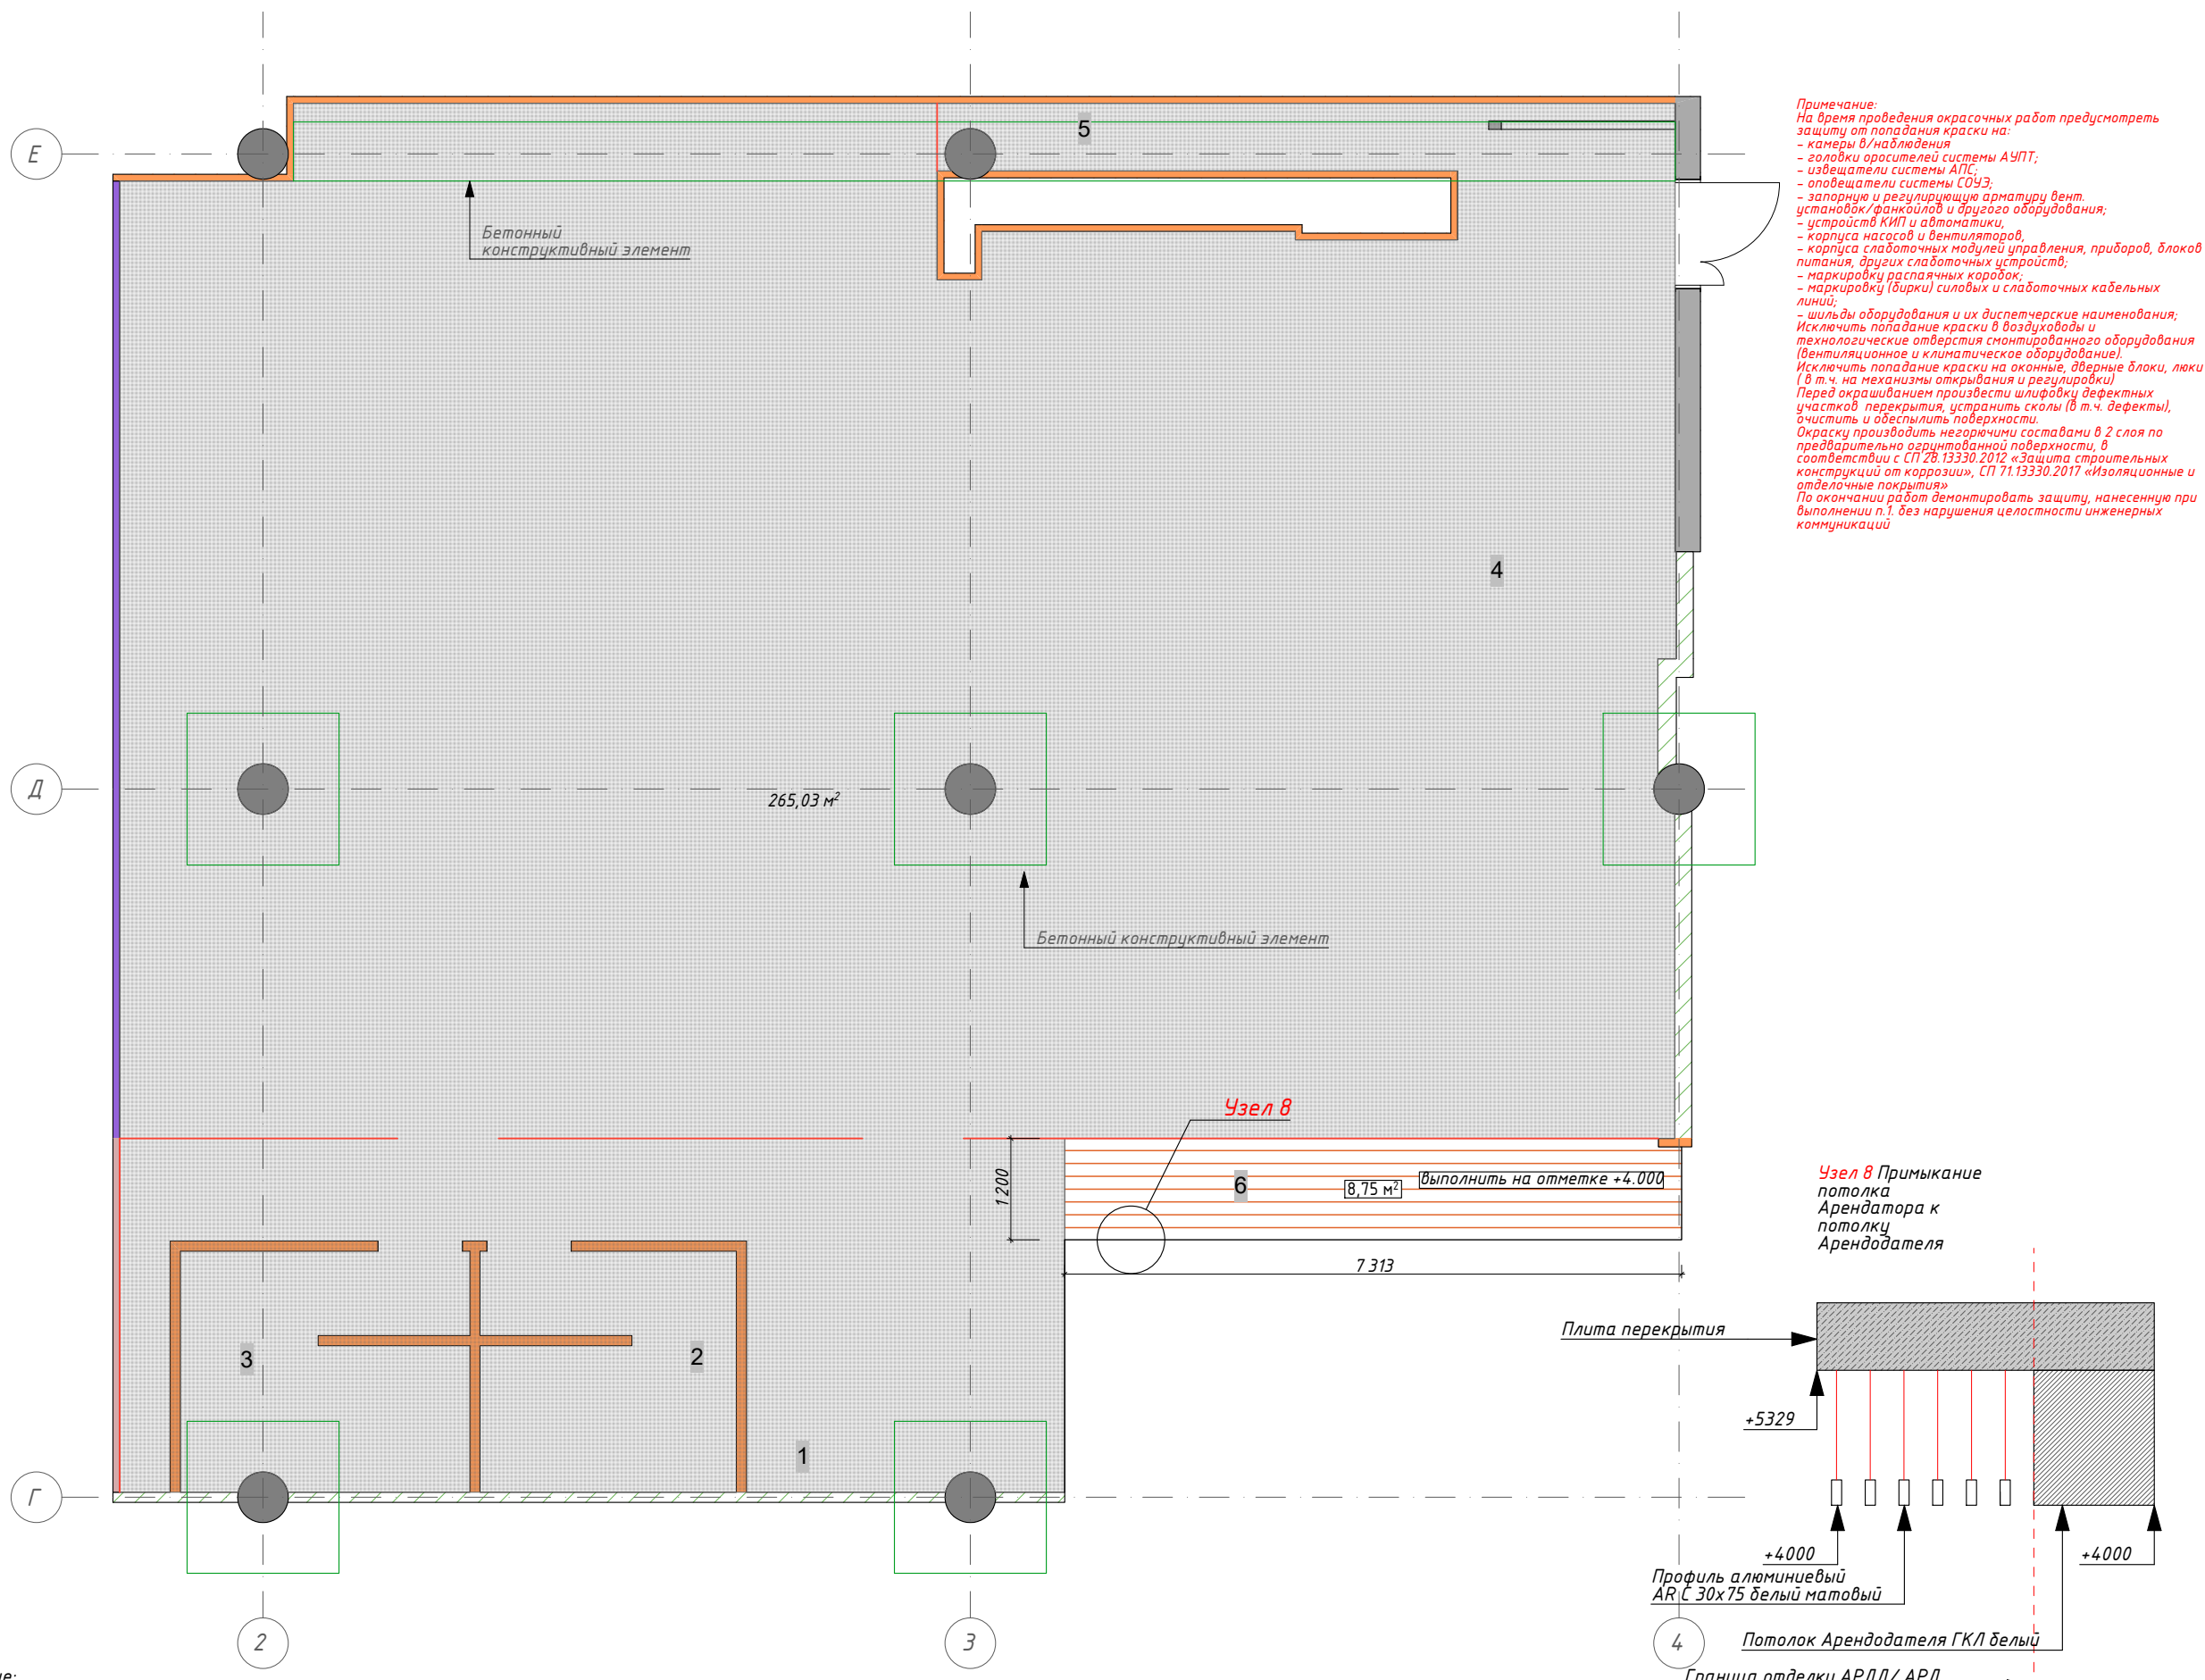 Примечание:
На время проведения окрасочных работ предусмотреть
защиту от попадания краски на:
- камеры в/наблюдения
- головки оросителей системы АУПТ;
- извещатели системы АПС;
- оповещатели системы СОУЭ;
- запорную и регулирующую арматуру вент.
установок/фанкойлов и другого оборудования;
- устройств КИП и автоматики,
- корпуса насосов и вентиляторов,
- корпуса слаботочных модулей управления, приборов, блоков
питания, других слаботочных устройств;
- маркировку распаячных коробок;
- маркировку (бирки) силовых и слаботочных кабельных
линий;
- шильды оборудования и их диспетчерские наименования;
Исключить попадание краски в воздуховоды и
технологические отверстия смонтированного оборудования
(вентиляционное и климатическое оборудование).
Исключить попадание краски на оконные, дверные блоки, люки
( в т.ч. на механизмы открывания и регулировки)
Перед окрашиванием произвести шлифовку дефектных
участков перекрытия, устранить сколы (в т.ч. дефекты),
очистить и обеспылить поверхности.
Окраску производить негорючими составами в 2 слоя по
предварительно огрунтованной поверхности, в
соответствии с СП 28.13330.2012 «Защита строительных
конструкций от коррозии», СП 71.13330.2017 «Изоляционные и
отделочные покрытия»
По окончании работ демонтировать защиту, нанесенную при
выполнении п.1. без нарушения целостности инженерных
коммуникаций
5
Е
Бетонный
конструктивный элемент
4
Д
265,03 м²
Бетонный конструктивный элемент
Узел 8
1 200
6
8,75 м²
выполнить на отметке +4.000
7 313
3
2
1
Г
2
3
4
Узел 8 Примыкание
потолка
Арендатора к
потолку
Арендодателя
Плита перекрытия
+5329
+4000
+4000
Профиль алюминиевый
AR C 30x75 белый матовый
Потолок Арендодателя ГКЛ белый
Граница отделки АРДД/ АРД
ие: